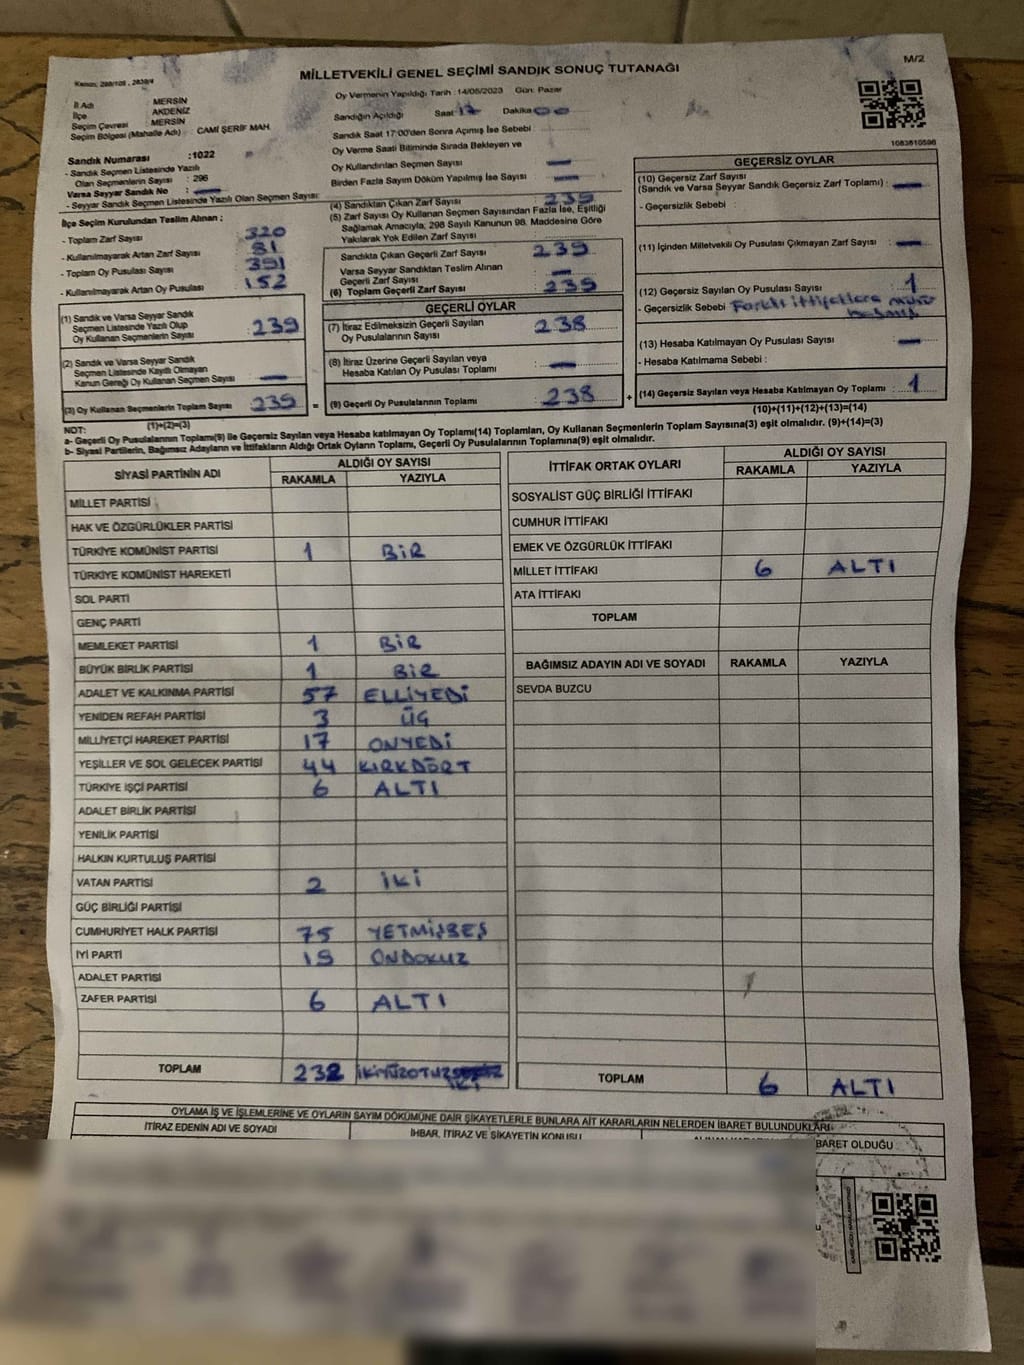 M/2
Kanun: 298/105 , 2839/4
MİLLETVEKİLİ GENEL SEÇİMİ SANDIK SONUÇ TUTANAĞI
İl Adı : MERSİN
İlçe : AKDENİZ
Seçim Çevresi : MERSİN
Seçim Bölgesi (Mahalle Adı) : CAMİ ŞERİF MAH.
Sandık Numarası :1022
- Sandık Seçmen Listesinde Yazılı
Olan Seçmenlerin Sayısı : 296
Varsa Seyyar Sandık No : —
- Seyyar Sandık Seçmen Listesinde Yazılı Olan Seçmen Sayısı:
İlçe Seçim Kurulundan Teslim Alınan :
- Toplam Zarf Sayısı 320
- Kullanılmayarak Artan Zarf Sayısı 81
- Toplam Oy Pusulası Sayısı 391
- Kullanılmayarak Artan Oy Pusulası 152
(1) Sandık ve Varsa Seyyar Sandık
Seçmen Listesinde Yazılı Olup
Oy Kullanan Seçmenlerin Sayısı 239
(2) Sandık ve Varsa Seyyar Sandık
Seçmen Listesinde Kayıtlı Olmayan
Kanun Gereği Oy Kullanan Seçmen Sayısı —
(3) Oy Kullanan Seçmenlerin Toplam Sayısı 239
(1)+(2)=(3)
Oy Vermenin Yapıldığı Tarih : 14/05/2023 Gün: Pazar
Sandığın Açıldığı Saat 17 Dakika 00
Sandık Saat 17:00'den Sonra Açımış İse Sebebi :
Oy Verme Saati Bitiminde Sırada Bekleyen ve
Oy Kullandırılan Seçmen Sayısı —
Birden Fazla Sayım Döküm Yapılmış İse Sayısı —
(4) Sandıktan Çıkan Zarf Sayısı 239
(5) Zarf Sayısı Oy Kullanan Seçmen Sayısından Fazla İse, Eşitliği
Sağlamak Amacıyla; 298 Sayılı Kanunun 98. Maddesine Göre
Yakılarak Yok Edilen Zarf Sayısı :
Sandıkta Çıkan Geçerli Zarf Sayısı 239
Varsa Seyyar Sandıktan Teslim Alınan
Geçerli Zarf Sayısı —
(6) Toplam Geçerli Zarf Sayısı 239
GEÇERLİ OYLAR
(7) İtiraz Edilmeksizin Geçerli Sayılan
Oy Pusulalarının Sayısı 238
(8) İtiraz Üzerine Geçerli Sayılan veya
Hesaba Katılan Oy Pusulası Toplamı —
= (9) Geçerli Oy Pusulalarının Toplamı 238 +
1083810596
GEÇERSİZ OYLAR
(10) Geçersiz Zarf Sayısı
(Sandık ve Varsa Seyyar Sandık Geçersiz Zarf Toplamı) : —
- Geçersizlik Sebebi :
(11) İçinden Milletvekili Oy Pusulası Çıkmayan Zarf Sayısı : —
(12) Geçersiz Sayılan Oy Pusulası Sayısı : 1
- Geçersizlik Sebebi Farklı ittifaklara mühür
(13) Hesaba Katılmayan Oy Pusulası Sayısı : —
- Hesaba Katılmama Sebebi :
(14) Geçersiz Sayılan veya Hesaba Katılmayan Oy Toplamı : 1
(10)+(11)+(12)+(13)=(14)
NOT:
a- Geçerli Oy Pusulalarının Toplamı(9) ile Geçersiz Sayılan veya Hesaba katılmayan Oy Toplamı(14) Toplamları, Oy Kullanan Seçmenlerin Toplam Sayısına(3) eşit olmalıdır. (9)+(14)=(3)
b- Siyasi Partilerin, Bağımsız Adayların ve İttifakların Aldığı Ortak Oyların Toplamı, Geçerli Oy Pusulalarının Toplamına(9) eşit olmalıdır.
SİYASİ PARTİNİN ADI ALDIĞI OY SAYISI
RAKAMLA YAZIYLA
MİLLET PARTİSİ
HAK VE ÖZGÜRLÜKLER PARTİSİ
TÜRKİYE KOMÜNİST PARTİSİ 1 BİR
TÜRKİYE KOMÜNİST HAREKETİ
SOL PARTİ
GENÇ PARTİ
MEMLEKET PARTİSİ 1 BİR
BÜYÜK BİRLİK PARTİSİ 1 BİR
ADALET VE KALKINMA PARTİSİ 57 ELLİYEDİ
YENİDEN REFAH PARTİSİ 3 ÜÇ
MİLLİYETÇİ HAREKET PARTİSİ 17 ONYEDİ
YEŞİLLER VE SOL GELECEK PARTİSİ 44 KIRKDÖRT
TÜRKİYE İŞÇİ PARTİSİ 6 ALTI
ADALET BİRLİK PARTİSİ
YENİLİK PARTİSİ
HALKIN KURTULUŞ PARTİSİ
VATAN PARTİSİ 2 İKİ
GÜÇ BİRLİĞİ PARTİSİ
CUMHURİYET HALK PARTİSİ 75 YETMİŞBEŞ
İYİ PARTİ 19 ONDOKUZ
ADALET PARTİSİ
ZAFER PARTİSİ 6 ALTI
TOPLAM 232 İKİYÜZOTUZ İKİ
İTTİFAK ORTAK OYLARI ALDIĞI OY SAYISI
RAKAMLA YAZIYLA
SOSYALİST GÜÇ BİRLİĞİ İTTİFAKI
CUMHUR İTTİFAKI
EMEK VE ÖZGÜRLÜK İTTİFAKI
MİLLET İTTİFAKI 6 ALTI
ATA İTTİFAKI
TOPLAM
BAĞIMSIZ ADAYIN ADI VE SOYADI RAKAMLA YAZIYLA
SEVDA BUZCU
TOPLAM 6 ALTI
OYLAMA İŞ VE İŞLEMLERİNE VE OYLARIN SAYIM DÖKÜMÜNE DAİR ŞİKAYETLERLE BUNLARA AİT KARARLARIN NELERDEN İBARET BULUNDUKLARI
İTİRAZ EDENİN ADI VE SOYADI İHBAR, İTİRAZ VE ŞİKAYETİN KONUSU BARET OLDUĞU